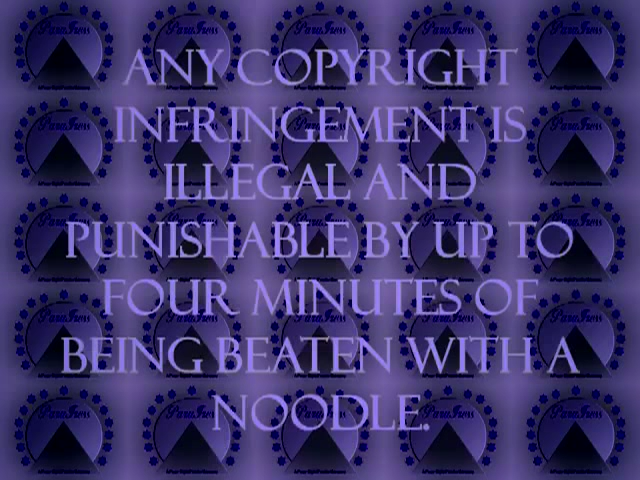 ANY COPYRIGHT
INFRINGEMENT IS
ILLEGAL AND
PUNISHABLE BY UP TO
FOUR MINUTES OF
BEING BEATEN WITH A
NOODLE.